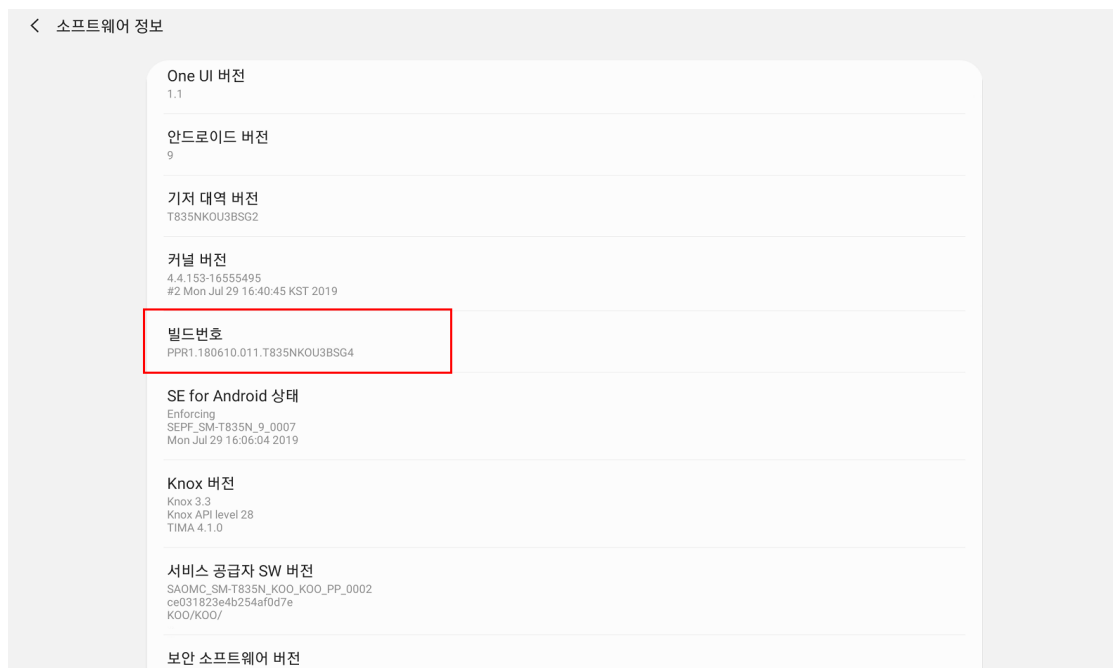 소프트웨어 정보
One UI 버전
1.1
안드로이드 버전
9
기저 대역 버전
T835NKOU3BSG2
커널 버전
4.4.153-16555495
#2 Mon Jul 29 16:40:45 KST 2019
빌드번호
PPR1.180610.011.T835NKOU3BSG4
SE for Android 상태
Enforcing
SEPF_SM-T835N_9_0007
Mon Jul 29 16:06:04 2019
Knox 버전
Knox 3.3
Knox API level 28
TIMA 4.1.0
서비스 공급자 SW 버전
SAOMC_SM-T835N_KOO_KOO_PP_0002
ce031823e4b254af0d7e
KOO/KOO/
보안 소프트웨어 버전